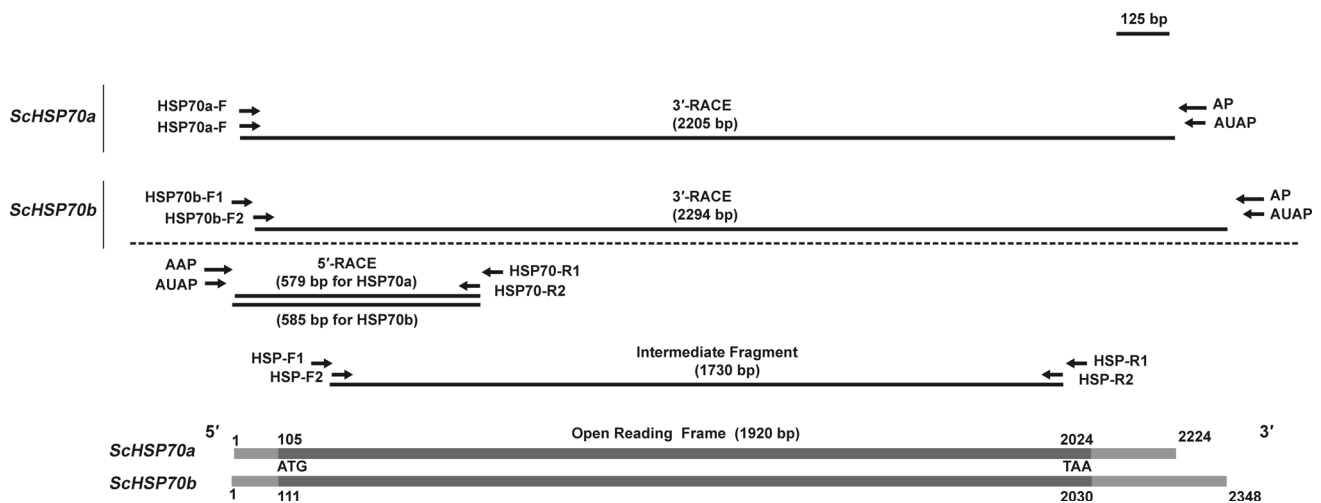 125 bp
ScHSP70a
HSP70a-F
HSP70a-F
3′-RACE
(2205 bp)
AP
AUAP
ScHSP70b
HSP70b-F1
HSP70b-F2
3′-RACE
(2294 bp)
AP
AUAP
AAP
AUAP
5′-RACE
(579 bp for HSP70a)
(585 bp for HSP70b)
HSP70-R1
HSP70-R2
HSP-F1
HSP-F2
Intermediate Fragment
(1730 bp)
HSP-R1
HSP-R2
5′ 3′
1 105 Open Reading Frame (1920 bp) 2024 2224
ScHSP70a
ATG TAA
ScHSP70b
1 111 2030 2348